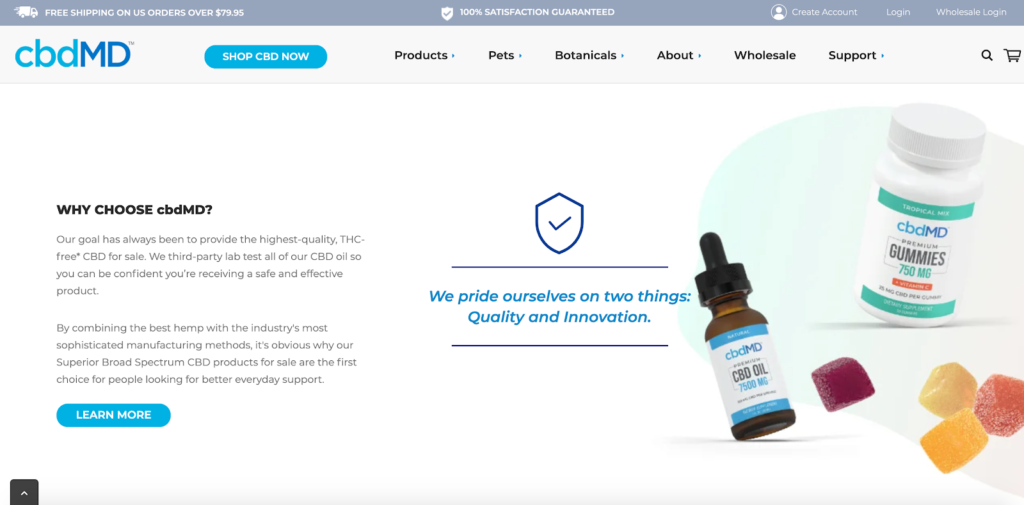 FREE SHIPPING ON US ORDERS OVER $79.95
100% SATISFACTION GUARANTEED
Create Account
Login
Wholesale Login
cbdMD™
SHOP CBD NOW
Products
Pets
Botanicals
About
Wholesale
Support
WHY CHOOSE cbdMD?
Our goal has always been to provide the highest-quality, THC-
free* CBD for sale. We third-party lab test all of our CBD oil so
you can be confident you're receiving a safe and effective
product.
By combining the best hemp with the industry's most
sophisticated manufacturing methods, it's obvious why our
Superior Broad Spectrum CBD products for sale are the first
choice for people looking for better everyday support.
LEARN MORE
We pride ourselves on two things:
Quality and Innovation.
TROPICAL MIX
cbdMD
PREMIUM
GUMMIES
750 MG
+ VITAMIN C
25 MG CBD PER GUMMY
DIETARY SUPPLEMENT
NATURAL
cbdMD
PREMIUM
CBD OIL
7500 MG